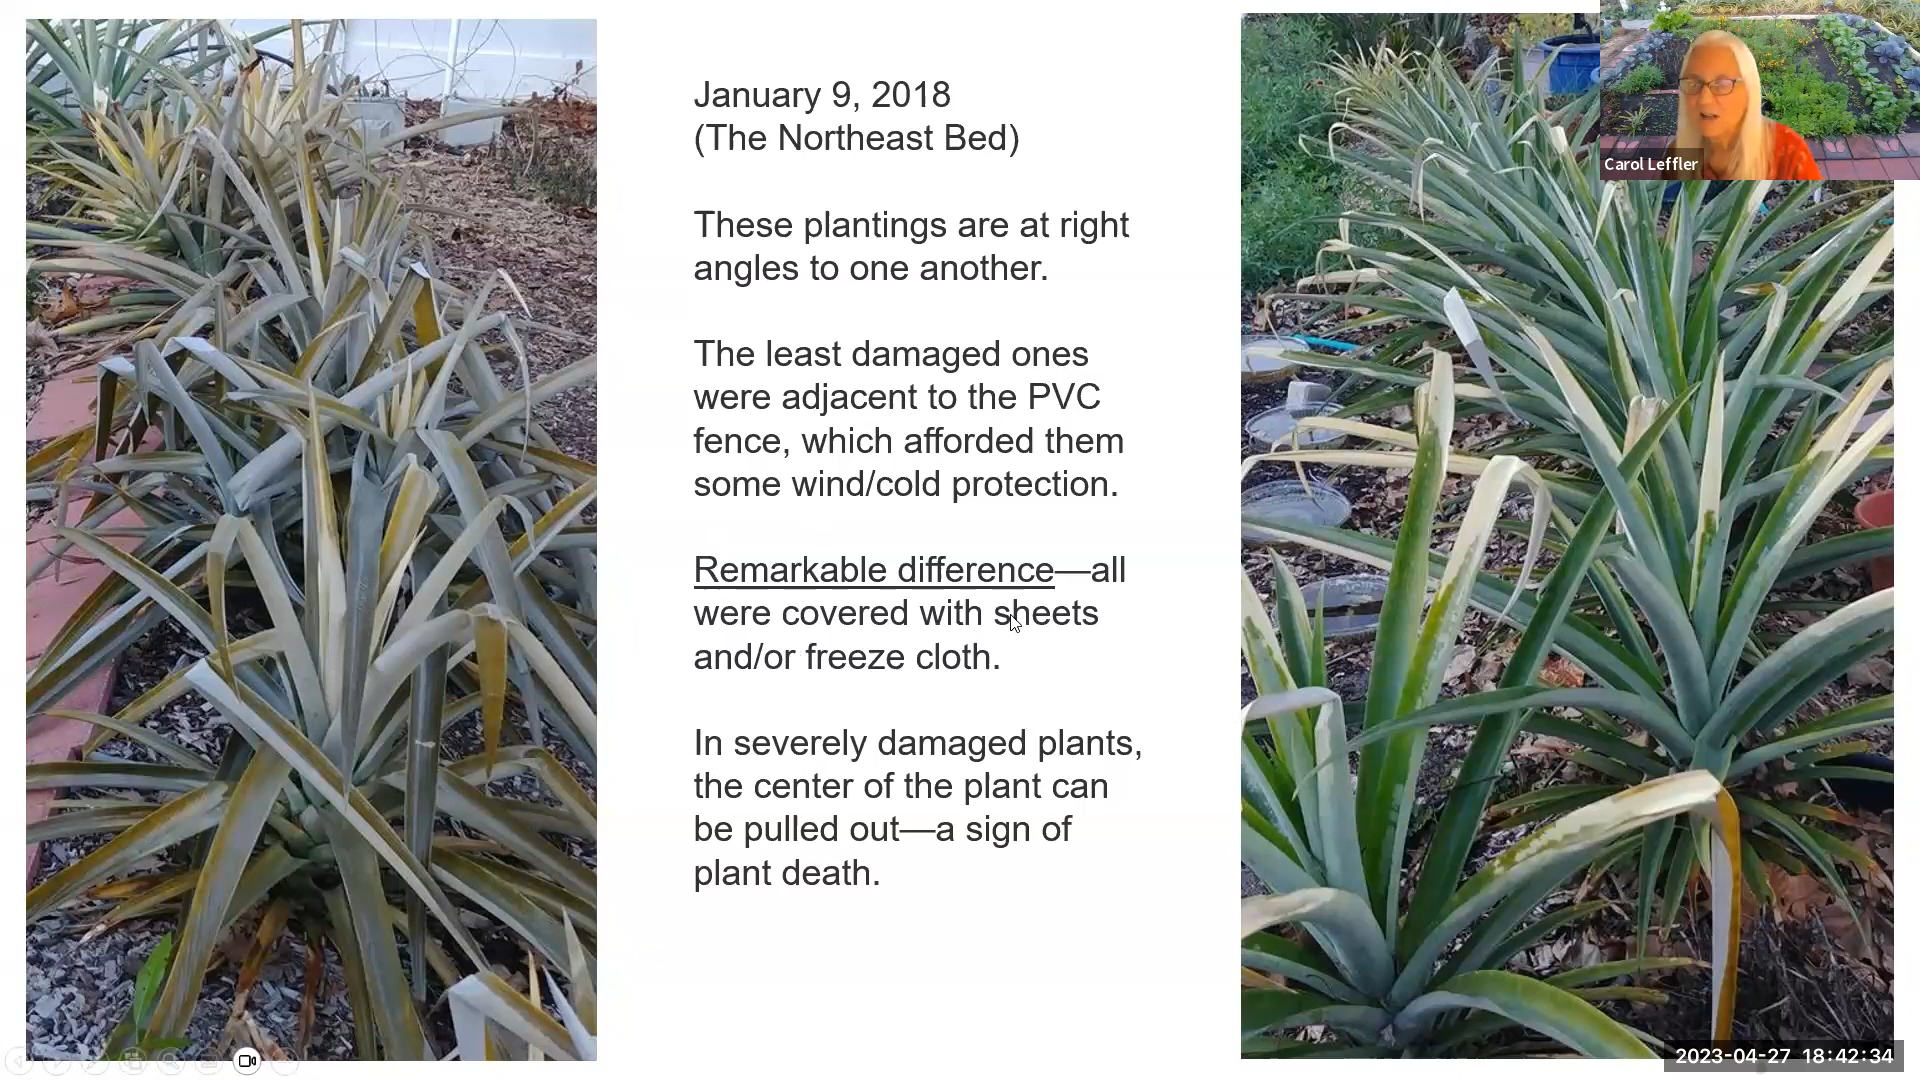 January 9, 2018
(The Northeast Bed)
These plantings are at right
angles to one another.
The least damaged ones
were adjacent to the PVC
fence, which afforded them
some wind/cold protection.
Remarkable difference—all
were covered with sheets
and/or freeze cloth.
In severely damaged plants,
the center of the plant can
be pulled out—a sign of
plant death.
Carol Leffler
2023-04-27 18:42:34